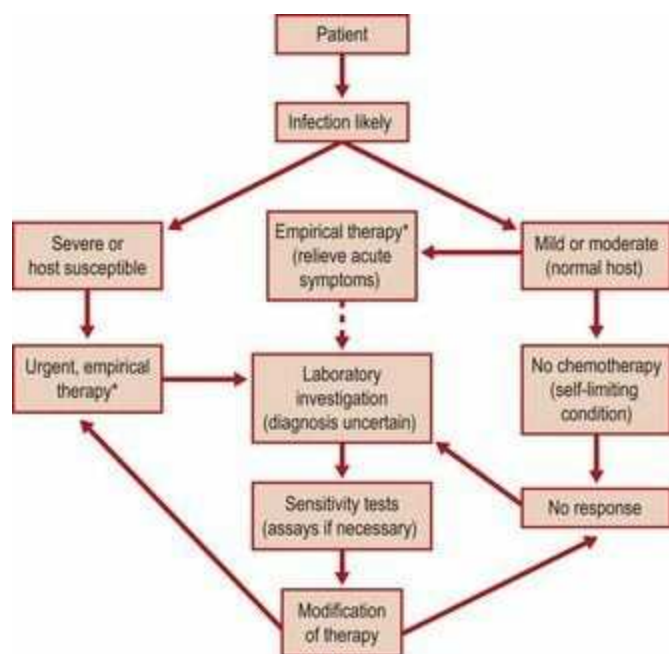 Patient
Infection likely
Severe or
host susceptible
Empirical therapy*
(relieve acute
symptoms)
Mild or moderate
(normal host)
Urgent, empirical
therapy*
Laboratory
investigation
(diagnosis uncertain)
No chemotherapy
(self-limiting
condition)
Sensitivity tests
(assays if necessary)
No response
Modification
of therapy